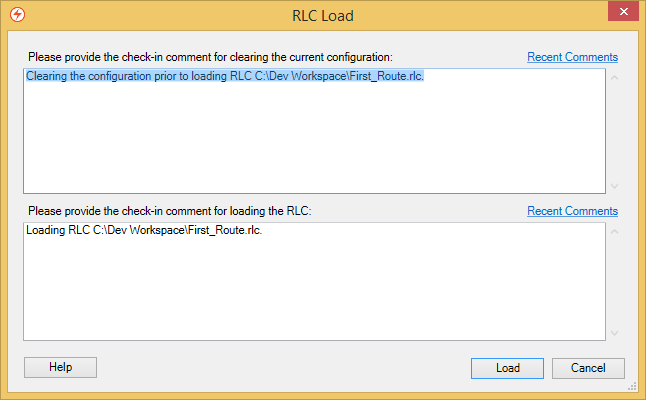 RLC Load
Please provide the check-in comment for clearing the current configuration:
Recent Comments
Clearing the configuration prior to loading RLC C:\Dev Workspace\First_Route.rlc.
Please provide the check-in comment for loading the RLC:
Recent Comments
Loading RLC C:\Dev Workspace\First_Route.rlc.
Help
Load
Cancel